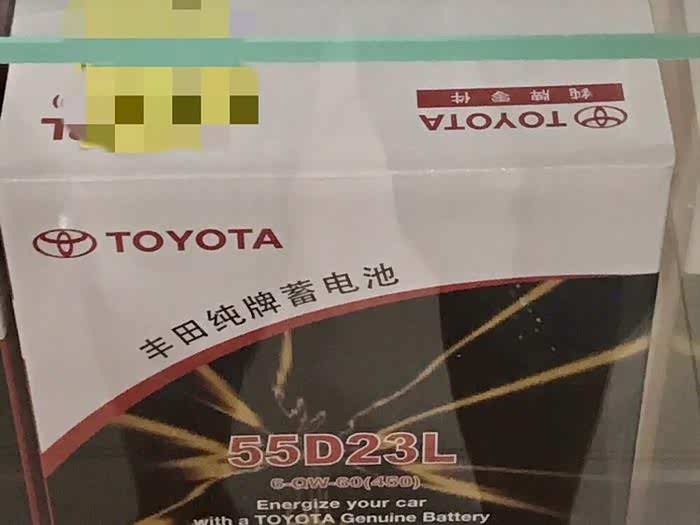 纯牌零件
TOYOTA
TOYOTA
丰田纯牌蓄电池
55D23L
6-QW-60(450)
Energize your car
with a TOYOTA Genuine Battery